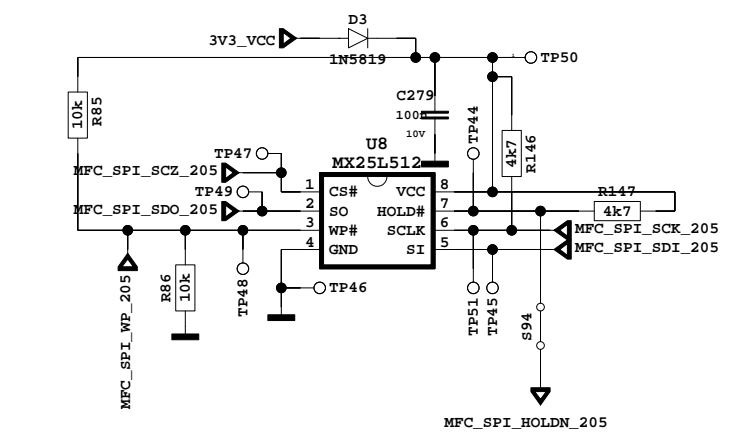 D3
3V3_VCC
1N5819
TP50
10k
R85
C279
100n
10V
TP44
U8
MX25L512
4k7
R146
TP47
MFC_SPI_SCZ_205
TP49
MFC_SPI_SDO_205
1 CS# VCC 8
2 SO HOLD# 7
3 WP# SCLK 6
4 GND SI 5
R147
4k7
MFC_SPI_SCK_205
MFC_SPI_SDI_205
MFC_SPI_WP_205
R86
10k
TP48
TP46
TP51
TP45
S94
MFC_SPI_HOLDN_205